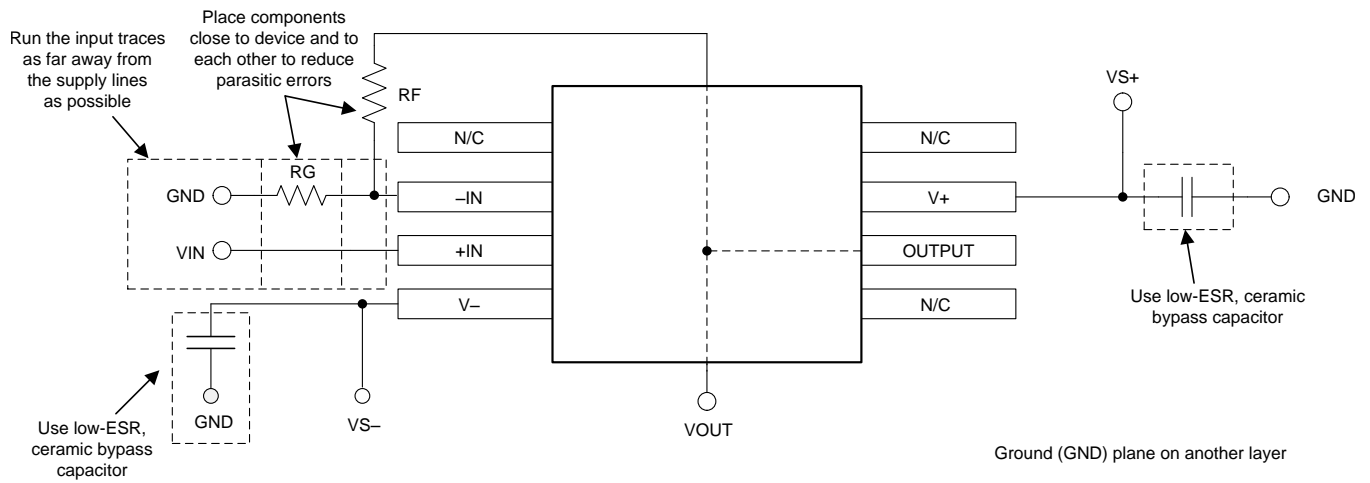 Place components
close to device and to
each other to reduce
parasitic errors
Run the input traces
as far away from
the supply lines
as possible
RF
VS+
N/C
N/C
RG
GND
–IN
V+
GND
VIN
+IN
OUTPUT
V–
N/C
Use low-ESR, ceramic
bypass capacitor
GND
VS–
VOUT
Use low-ESR,
ceramic bypass
capacitor
Ground (GND) plane on another layer